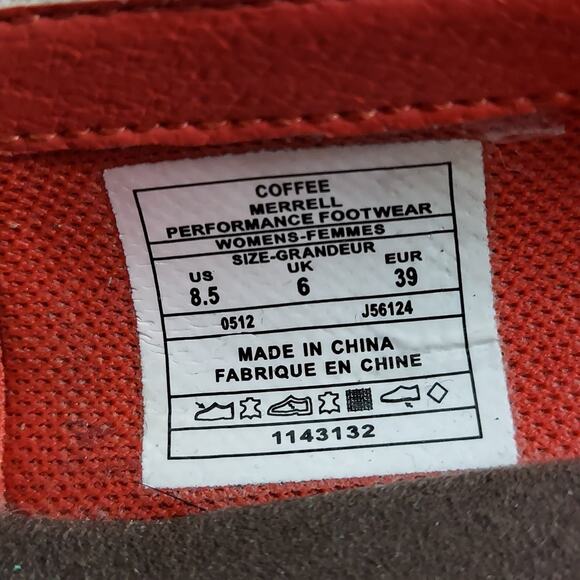 COFFEE
MERRELL
PERFORMANCE FOOTWEAR
WOMENS-FEMMES
SIZE-GRANDEUR
US UK EUR
8.5 6 39
0512 J56124
MADE IN CHINA
FABRIQUE EN CHINE
1143132